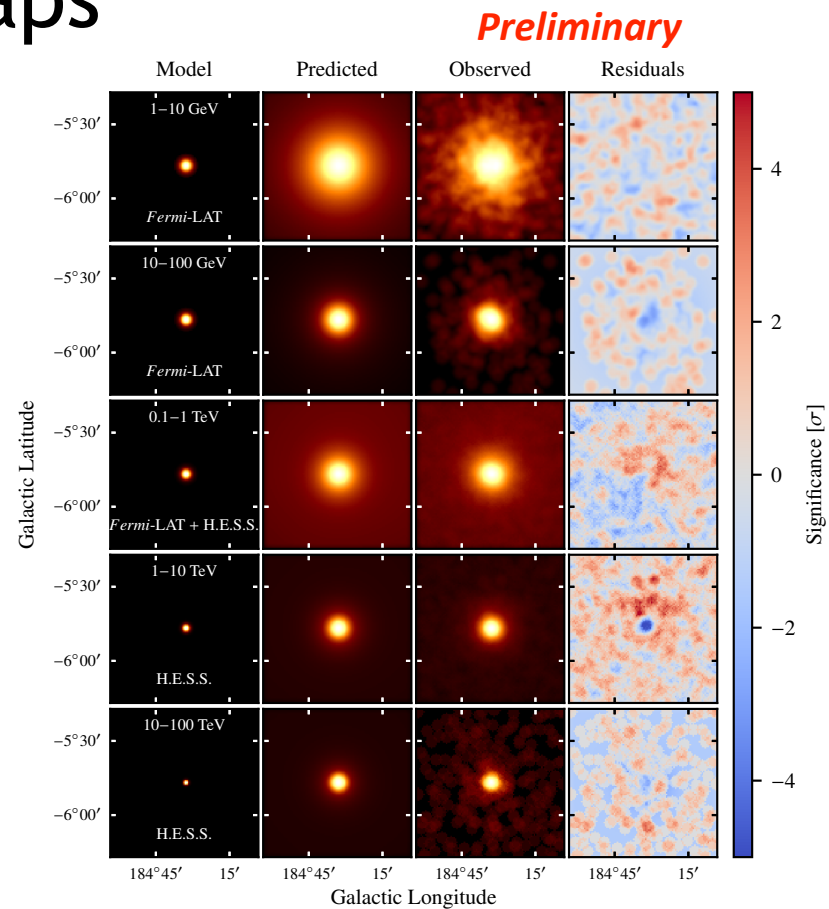 Preliminary
Model Predicted Observed Residuals
1−10 GeV
−5°30′
−6°00′
Fermi-LAT
10−100 GeV
−5°30′
−6°00′
Fermi-LAT
0.1−1 TeV
−5°30′
−6°00′
Fermi-LAT + H.E.S.S.
1−10 TeV
−5°30′
−6°00′
H.E.S.S.
10−100 TeV
−5°30′
−6°00′
H.E.S.S.
184°45′ 15′ 184°45′ 15′ 184°45′ 15′ 184°45′ 15′
Galactic Longitude
Galactic Latitude
4
2
0
−2
−4
Significance [σ]